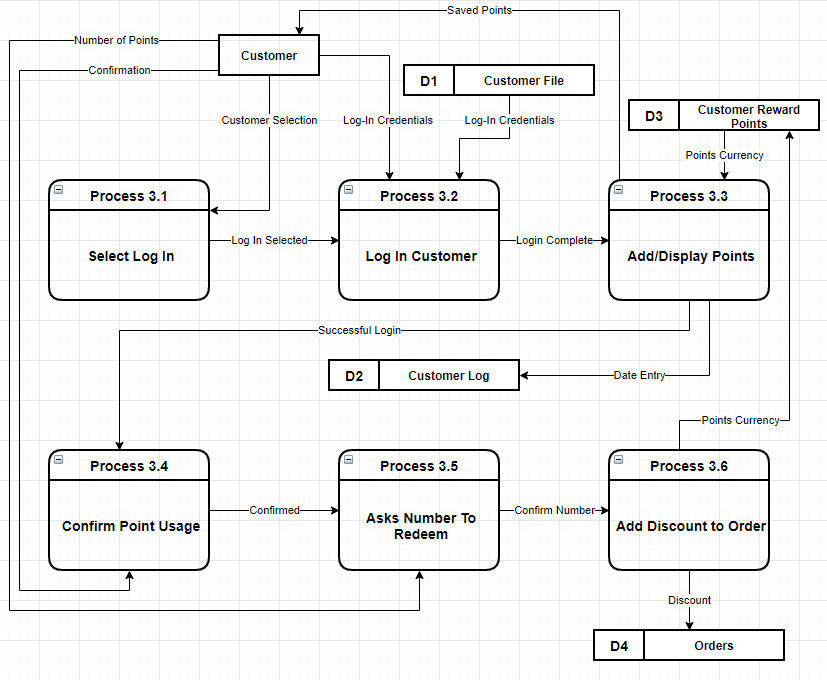 Saved Points
Number of Points
Customer
Confirmation
D1
Customer File
D3
Customer Reward
Points
Customer Selection
Log-In Credentials
Log-In Credentials
Points Currency
Process 3.1
Process 3.2
Process 3.3
Select Log In
Log In Selected
Log In Customer
Login Complete
Add/Display Points
Successful Login
D2
Customer Log
Date Entry
Points Currency
Process 3.4
Process 3.5
Process 3.6
Confirm Point Usage
Confirmed
Asks Number To
Redeem
Confirm Number
Add Discount to Order
Discount
D4
Orders